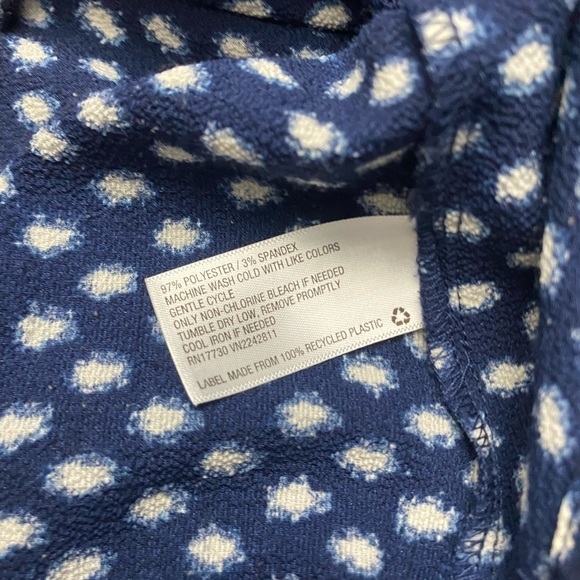 97% POLYESTER / 3% SPANDEX
MACHINE WASH COLD WITH LIKE COLORS
GENTLE CYCLE
ONLY NON-CHLORINE BLEACH IF NEEDED
TUMBLE DRY LOW, REMOVE PROMPTLY
COOL IRON IF NEEDED
RN17730 VN2242811
LABEL MADE FROM 100% RECYCLED PLASTIC